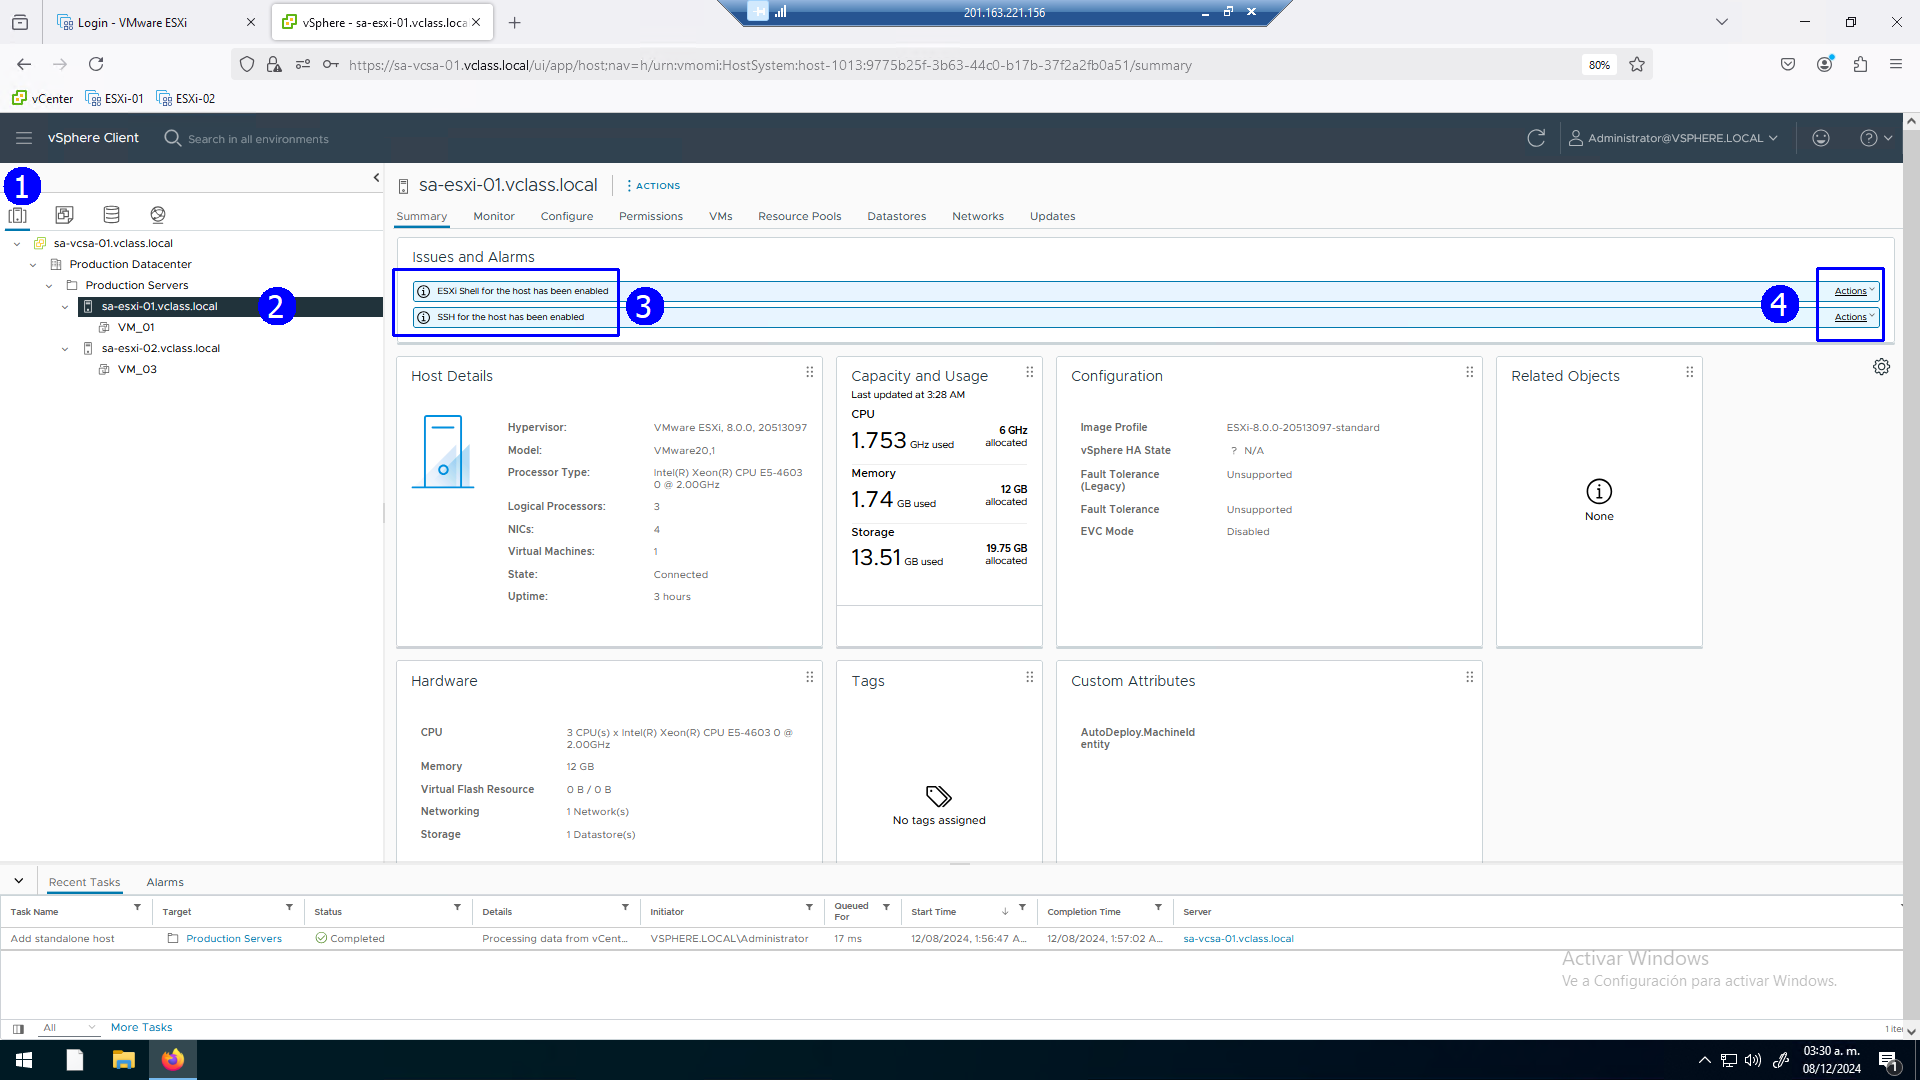 Login - VMware ESXi
vSphere - sa-esxi-01.vclass.loca
201.163.221.156
https://sa-vcsa-01.vclass.local/ui/app/host;nav=h/urn:vmomi:HostSystem:host-1013:9775b25f-3b63-44c0-b17b-37f2a2fb0a51/summary
80%
vCenter
ESXi-01
ESXi-02
vSphere Client
Search in all environments
Administrator@VSPHERE.LOCAL
1
sa-vcsa-01.vclass.local
Production Datacenter
Production Servers
sa-esxi-01.vclass.local
2
VM_01
sa-esxi-02.vclass.local
VM_03
sa-esxi-01.vclass.local
ACTIONS
Summary
Monitor
Configure
Permissions
VMs
Resource Pools
Datastores
Networks
Updates
Issues and Alarms
ESXi Shell for the host has been enabled
Actions
SSH for the host has been enabled
Actions
3
4
Host Details
Hypervisor: VMware ESXi, 8.0.0, 20513097
Model: VMware20,1
Processor Type: Intel(R) Xeon(R) CPU E5-4603
0 @ 2.00GHz
Logical Processors: 3
NICs: 4
Virtual Machines: 1
State: Connected
Uptime: 3 hours
Capacity and Usage
Last updated at 3:28 AM
CPU
1.753 GHz used
6 GHz
allocated
Memory
1.74 GB used
12 GB
allocated
Storage
13.51 GB used
19.75 GB
allocated
Configuration
Image Profile ESXi-8.0.0-20513097-standard
vSphere HA State ? N/A
Fault Tolerance
(Legacy)
Unsupported
Fault Tolerance Unsupported
EVC Mode Disabled
Related Objects
None
Hardware
CPU 3 CPU(s) x Intel(R) Xeon(R) CPU E5-4603 0 @
2.00GHz
Memory 12 GB
Virtual Flash Resource 0 B / 0 B
Networking 1 Network(s)
Storage 1 Datastore(s)
Tags
No tags assigned
Custom Attributes
AutoDeploy.MachineId
entity
Recent Tasks
Alarms
Task Name
Target
Status
Details
Initiator
Queued
For
Start Time
Completion Time
Server
Add standalone host
Production Servers
Completed
Processing data from vCent...
VSPHERE.LOCAL\Administrator
17 ms
12/08/2024, 1:56:47 A...
12/08/2024, 1:57:02 A...
sa-vcsa-01.vclass.local
Activar Windows
Ve a Configuración para activar Windows.
All
More Tasks
1 ite
03:30 a. m.
08/12/2024
1